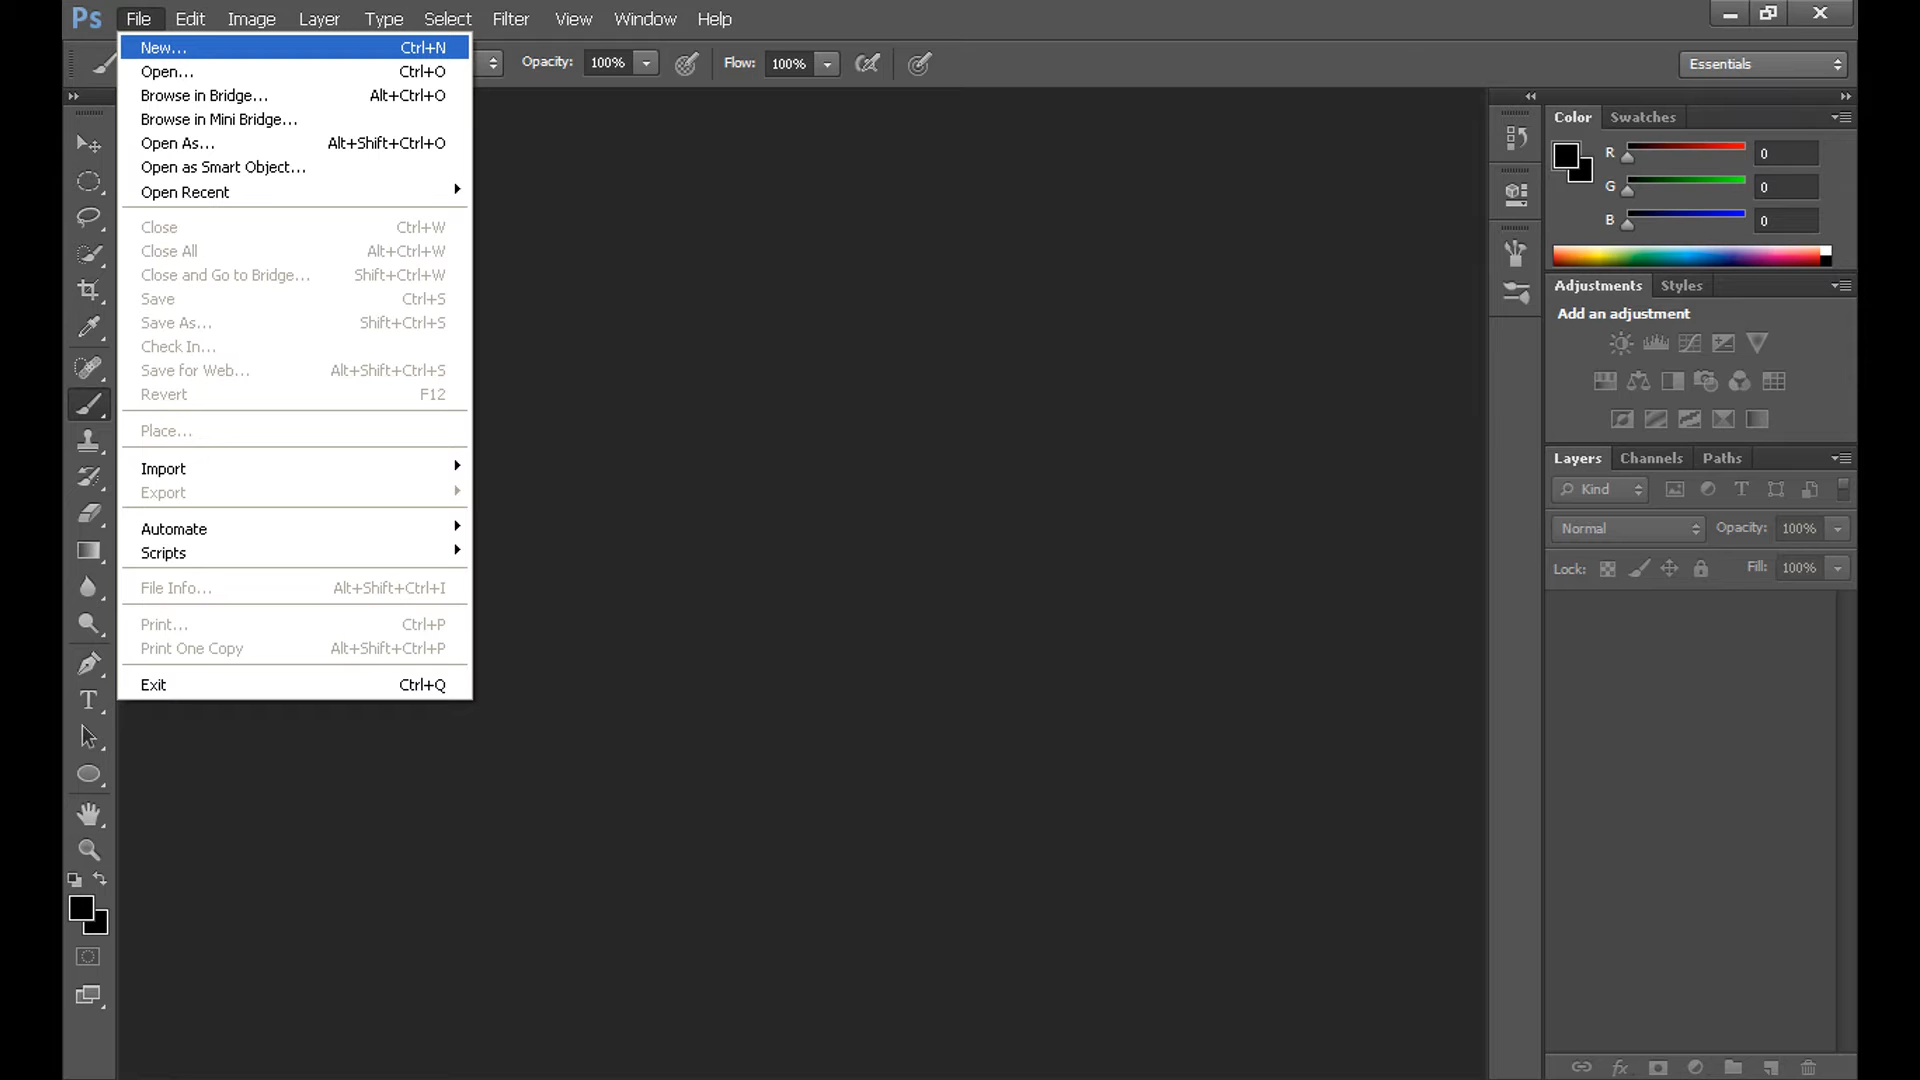 Ps File Edit Image Layer Type Select Filter View Window Help
Opacity: 100% Flow: 100% Essentials
New... Ctrl+N
Open... Ctrl+O
Browse in Bridge... Alt+Ctrl+O
Browse in Mini Bridge...
Open As... Alt+Shift+Ctrl+O
Open as Smart Object...
Open Recent
Close Ctrl+W
Close All Alt+Ctrl+W
Close and Go to Bridge... Shift+Ctrl+W
Save Ctrl+S
Save As... Shift+Ctrl+S
Check In...
Save for Web... Alt+Shift+Ctrl+S
Revert F12
Place...
Import
Export
Automate
Scripts
File Info... Alt+Shift+Ctrl+I
Print... Ctrl+P
Print One Copy Alt+Shift+Ctrl+P
Exit Ctrl+Q
Color Swatches
R 0
G 0
B 0
Adjustments Styles
Add an adjustment
Layers Channels Paths
Kind
Normal Opacity: 100%
Lock: Fill: 100%